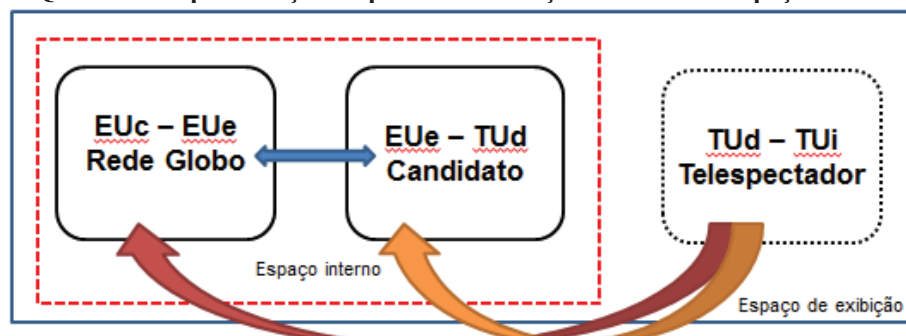 EUc – EUe
Rede Globo
EUe – TUd
Candidato
TUd – TUi
Telespectador
Espaço interno
Espaço de exibição